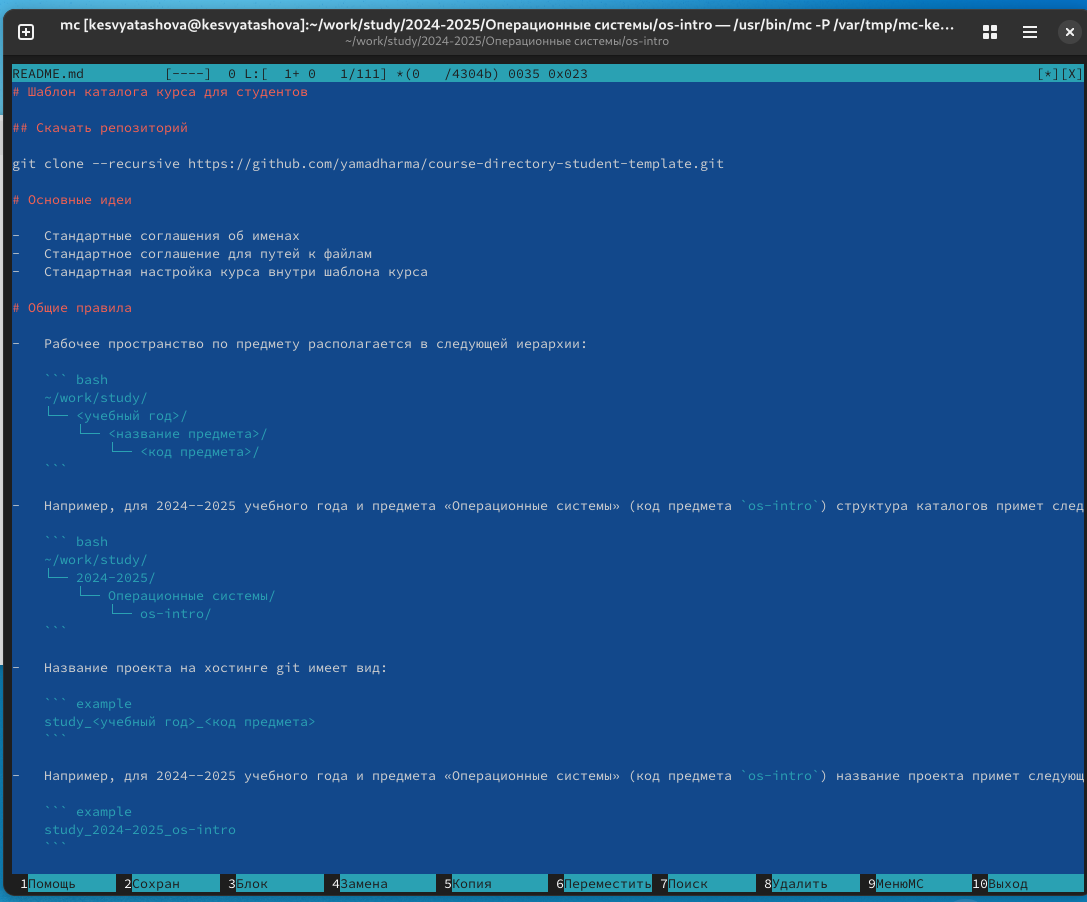 mc [kesvyatashova@kesvyatashova]:~/work/study/2024-2025/Операционные системы/os-intro — /usr/bin/mc -P /var/tmp/mc-ke…
~/work/study/2024-2025/Операционные системы/os-intro
README.md [----] 0 L:[ 1+ 0 1/111] *(0 /4304b) 0035 0x023 [*][X]
# Шаблон каталога курса для студентов
## Скачать репозиторий
git clone --recursive https://github.com/yamadharma/course-directory-student-template.git
# Основные идеи
- Стандартные соглашения об именах
- Стандартное соглашение для путей к файлам
- Стандартная настройка курса внутри шаблона курса
# Общие правила
- Рабочее пространство по предмету располагается в следующей иерархии:
``` bash
~/work/study/
└── <учебный год>/
└── <название предмета>/
└── <код предмета>/
```
- Например, для 2024--2025 учебного года и предмета «Операционные системы» (код предмета `os-intro`) структура каталогов примет след
``` bash
~/work/study/
└── 2024-2025/
└── Операционные системы/
└── os-intro/
```
- Название проекта на хостинге git имеет вид:
``` example
study_<учебный год>_<код предмета>
```
- Например, для 2024--2025 учебного года и предмета «Операционные системы» (код предмета `os-intro`) название проекта примет следующ
``` example
study_2024-2025_os-intro
```
1Помощь 2Сохран 3Блок 4Замена 5Копия 6Переместить 7Поиск 8Удалить 9МенюMC 10Выход